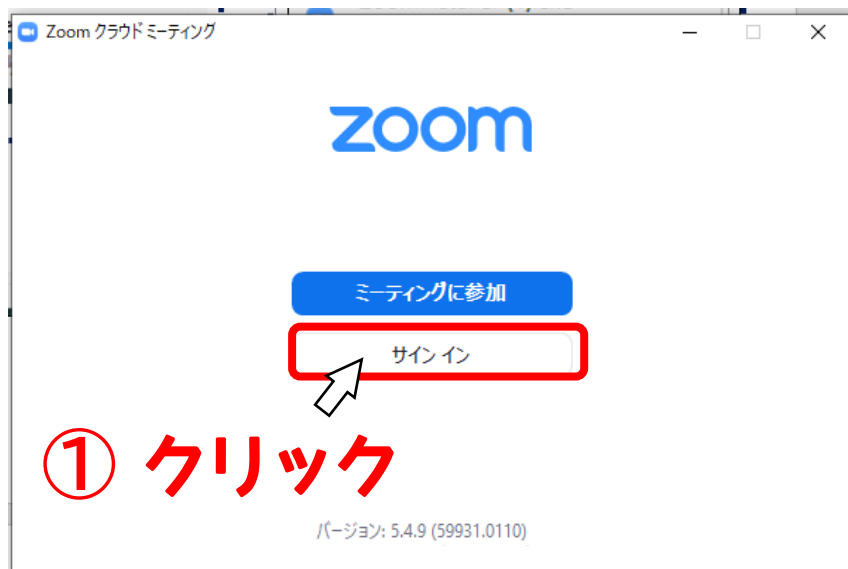 Zoom クラウド ミーティング
zoom
ミーティングに参加
サイン イン
① クリック
バージョン: 5.4.9 (59931.0110)